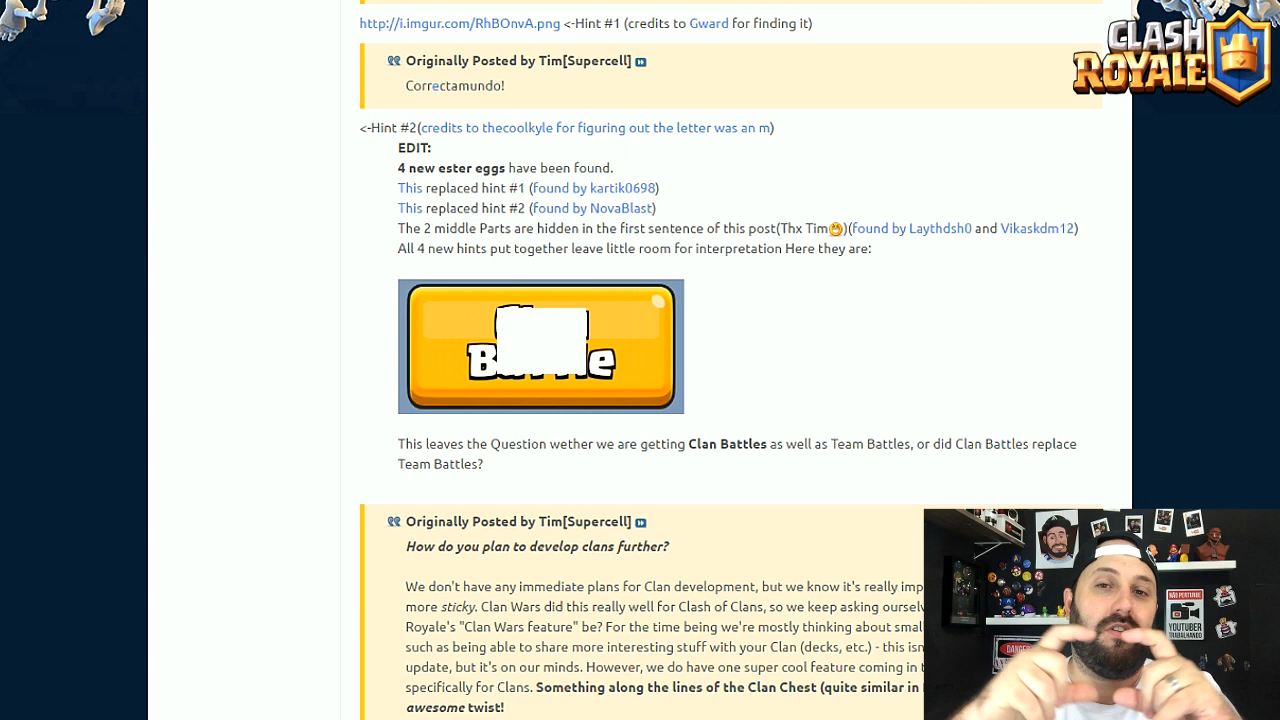 http://i.imgur.com/RhBOnvA.png <-Hint #1 (credits to Gward for finding it)
CLASH
ROYALE
Originally Posted by Tim[Supercell]
Correctamundo!
<-Hint #2(credits to thecoolkyle for figuring out the letter was an m)
EDIT:
4 new ester eggs have been found.
This replaced hint #1 (found by kartik0698)
This replaced hint #2 (found by NovaBlast)
The 2 middle Parts are hidden in the first sentence of this post(Thx Tim)(found by Laythdsh0 and Vikaskdm12)
All 4 new hints put together leave little room for interpretation Here they are:
This leaves the Question wether we are getting Clan Battles as well as Team Battles, or did Clan Battles replace
Team Battles?
Originally Posted by Tim[Supercell]
How do you plan to develop clans further?
We don't have any immediate plans for Clan development, but we know it's really
more sticky. Clan Wars did this really well for Clash of Clans, so we keep asking
Royale's "Clan Wars feature" be? For the time being we're mostly thinking about
such as being able to share more interesting stuff with your Clan (decks, etc.) - this
update, but it's on our minds. However, we do have one super cool feature coming in
specifically for Clans. Something along the lines of the Clan Chest (quite similar in
awesome twist!
NÃO PERTURBE
YOUTUBER
TRABALHANDO
DANGER